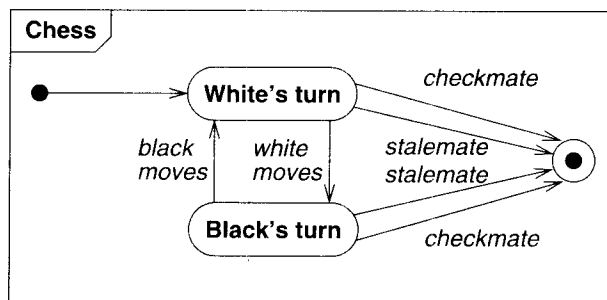 Chess
White's turn
checkmate
black
moves
white
moves
stalemate
stalemate
Black's turn
checkmate